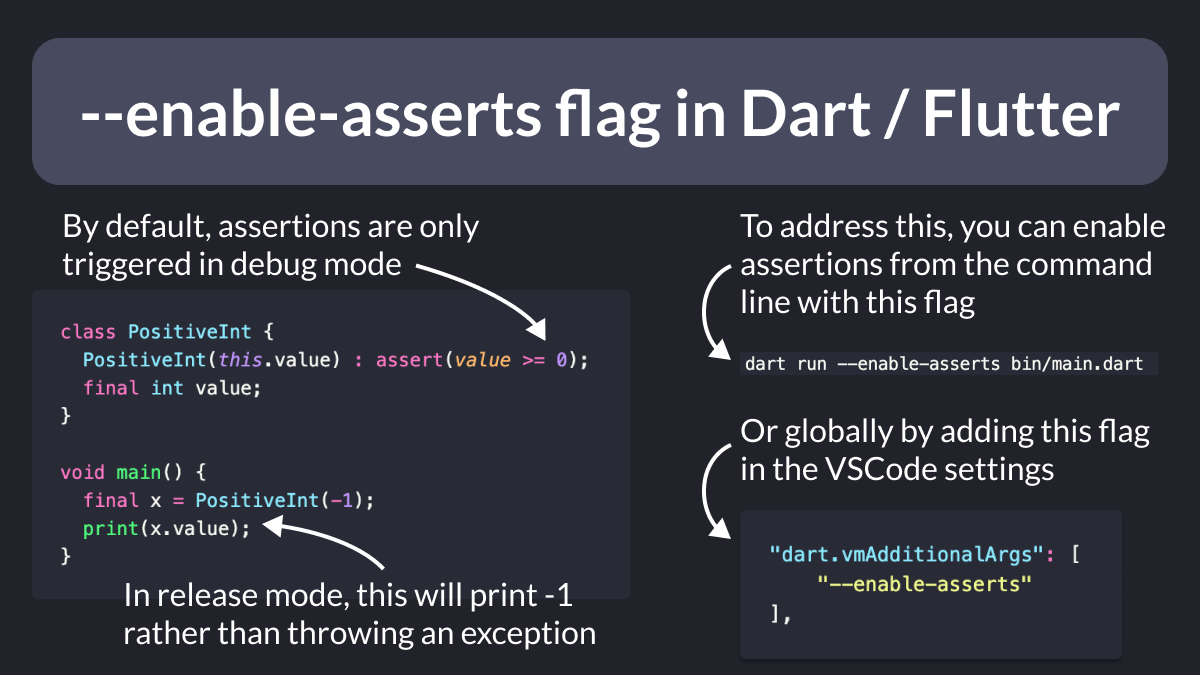 --enable-asserts flag in Dart / Flutter
By default, assertions are only
triggered in debug mode
class PositiveInt {
  PositiveInt(this.value) : assert(value >= 0);
  final int value;
}
void main() {
  final x = PositiveInt(-1);
  print(x.value);
}
In release mode, this will print -1
rather than throwing an exception
To address this, you can enable
assertions from the command
line with this flag
dart run --enable-asserts bin/main.dart
Or globally by adding this flag
in the VSCode settings
"dart.vmAdditionalArgs": [
    "--enable-asserts"
],